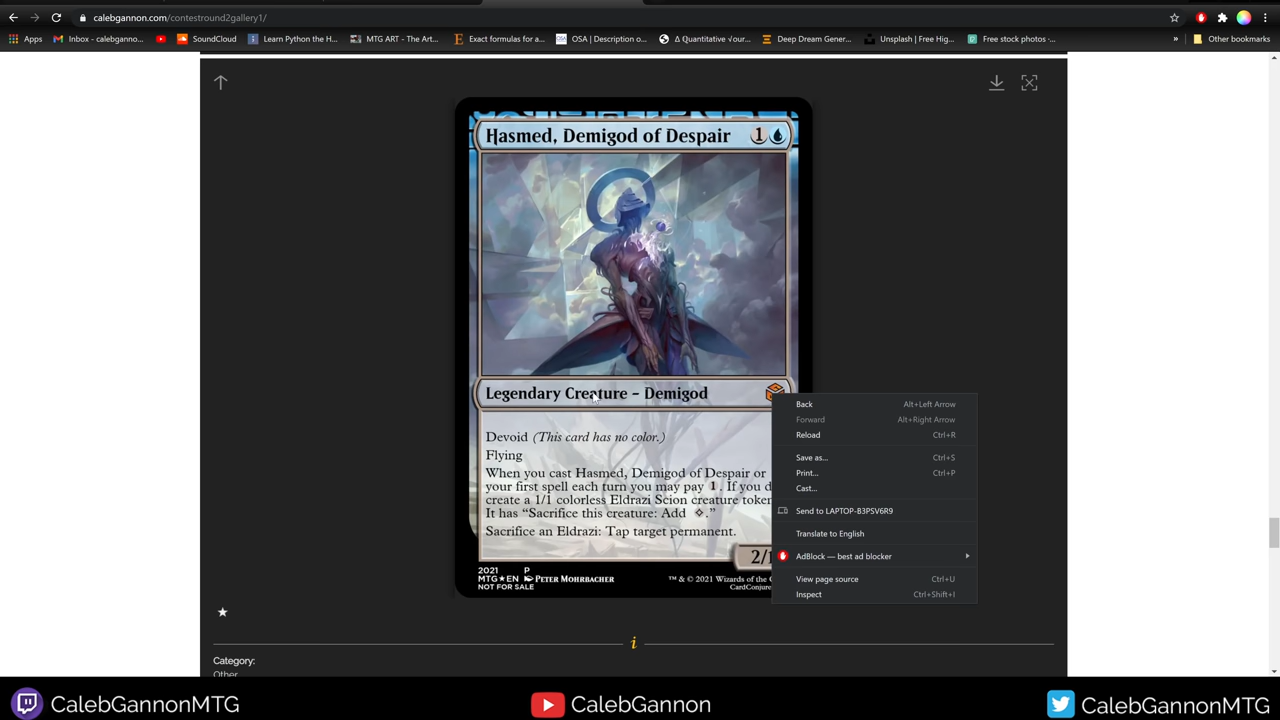 calebgannon.com/contestround2gallery1/
Apps
Inbox - calebganno...
SoundCloud
Learn Python the H...
MTG ART - The Art...
Exact formulas for a...
OSA | Description o...
Δ Quantitative √our...
Deep Dream Gener...
Unsplash | Free Hig...
Free stock photos ·...
»
Other bookmarks
Hasmed, Demigod of Despair 1
Legendary Creature – Demigod
Devoid (This card has no color.)
Flying
When you cast Hasmed, Demigod of Despair or
your first spell each turn you may pay 1. If you d
create a 1/1 colorless Eldrazi Scion creature token
It has “Sacrifice this creature: Add ◇.”
Sacrifice an Eldrazi: Tap target permanent.
2/
2021 P
MTG★EN PETER MOHRBACHER
NOT FOR SALE
™ & © 2021 Wizards of the C
CardConjure
Back Alt+Left Arrow
Forward Alt+Right Arrow
Reload Ctrl+R
Save as... Ctrl+S
Print... Ctrl+P
Cast...
Send to LAPTOP-B3PSV6R9
Translate to English
AdBlock — best ad blocker
View page source Ctrl+U
Inspect Ctrl+Shift+I
i
Category:
Other
CalebGannonMTG
CalebGannon
CalebGannonMTG